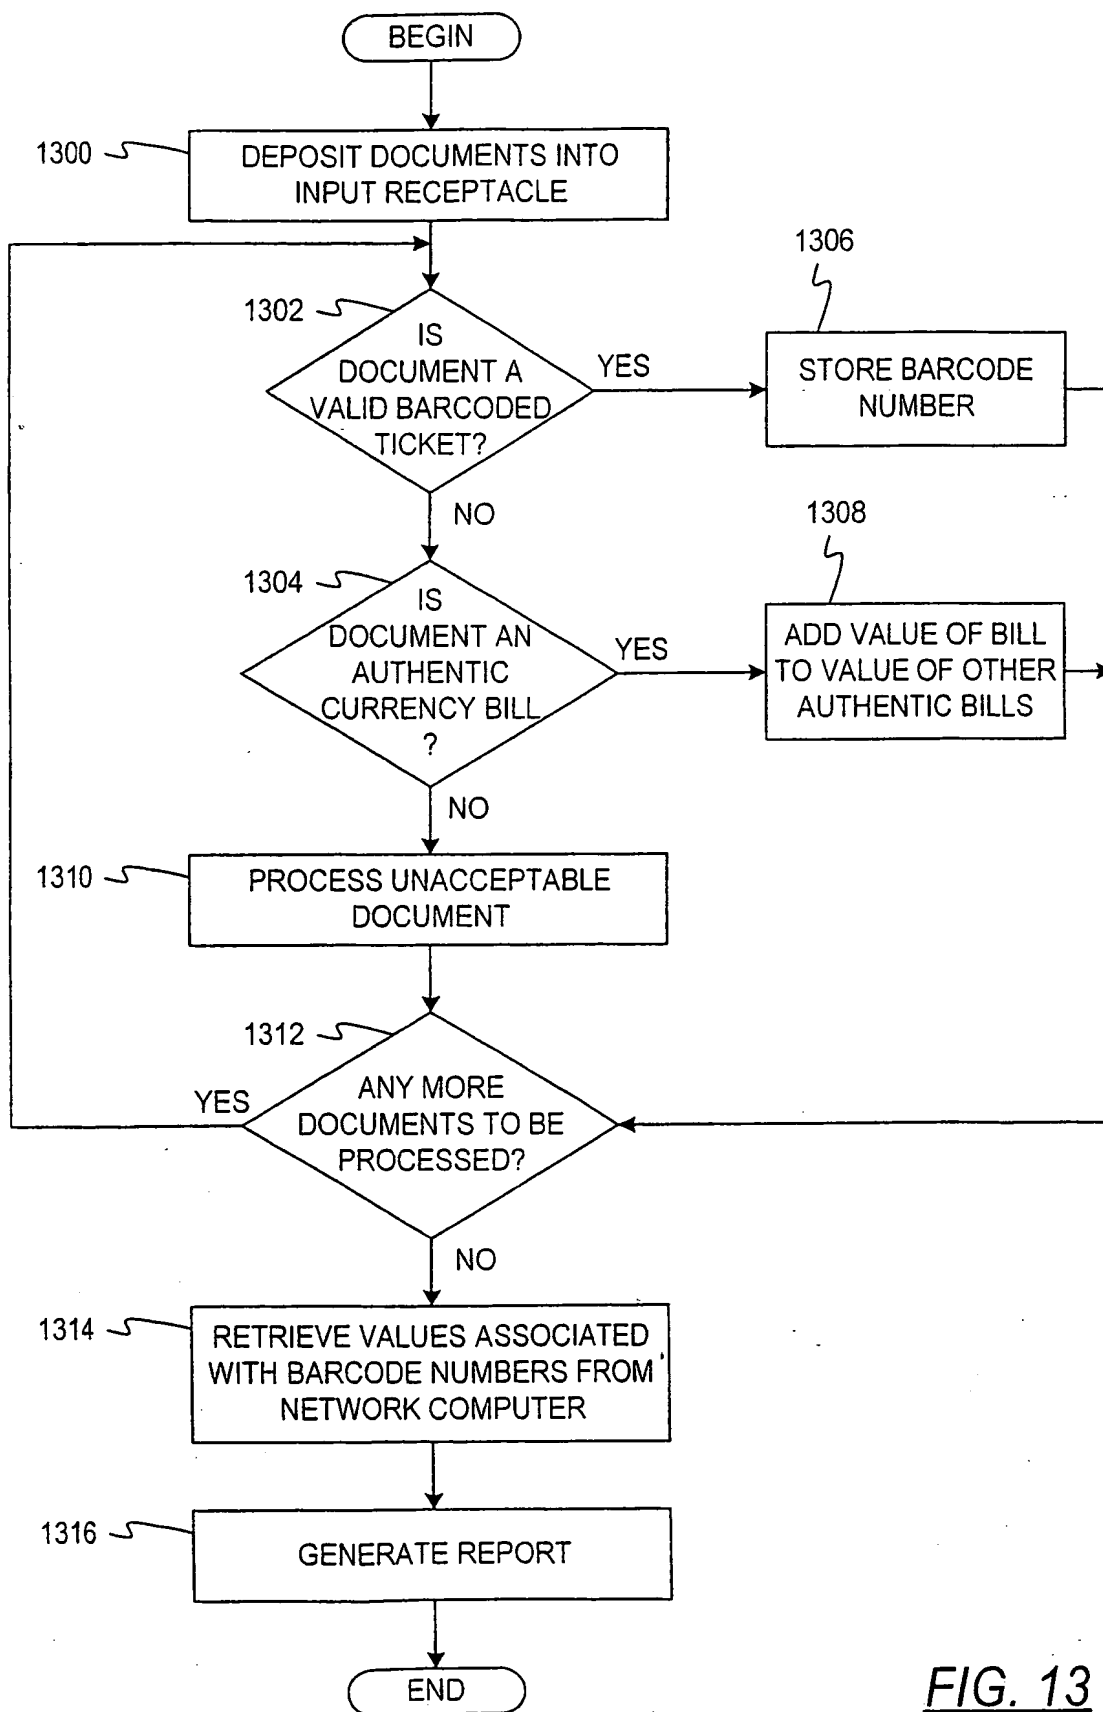 BEGIN
1300
DEPOSIT DOCUMENTS INTO
INPUT RECEPTACLE
1306
1302
IS
DOCUMENT A
VALID BARCODED
TICKET?
YES
STORE BARCODE
NUMBER
NO
1308
1304
IS
DOCUMENT AN
AUTHENTIC
CURRENCY BILL
?
YES
ADD VALUE OF BILL
TO VALUE OF OTHER
AUTHENTIC BILLS
NO
1310
PROCESS UNACCEPTABLE
DOCUMENT
1312
YES
ANY MORE
DOCUMENTS TO BE
PROCESSED?
NO
1314
RETRIEVE VALUES ASSOCIATED
WITH BARCODE NUMBERS FROM
NETWORK COMPUTER
1316
GENERATE REPORT
END
FIG. 13